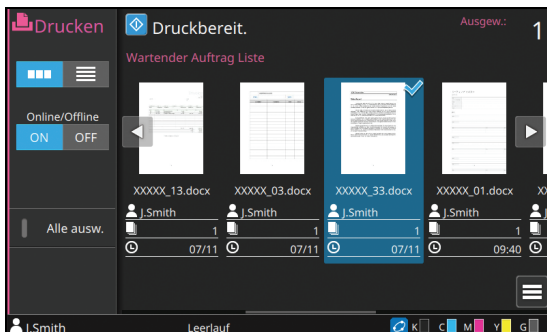 Drucken
Druckbereit.
Ausgew.:
1
Wartender Auftrag Liste
Online/Offline
ON OFF
Alle ausw.
XXXXX_13.docx
J.Smith
1
07/11
XXXXX_03.docx
J.Smith
1
07/11
XXXXX_33.docx
J.Smith
1
07/11
XXXXX_01.docx
J.Smith
1
09:40
J.Smith
Leerlauf
K C M Y G